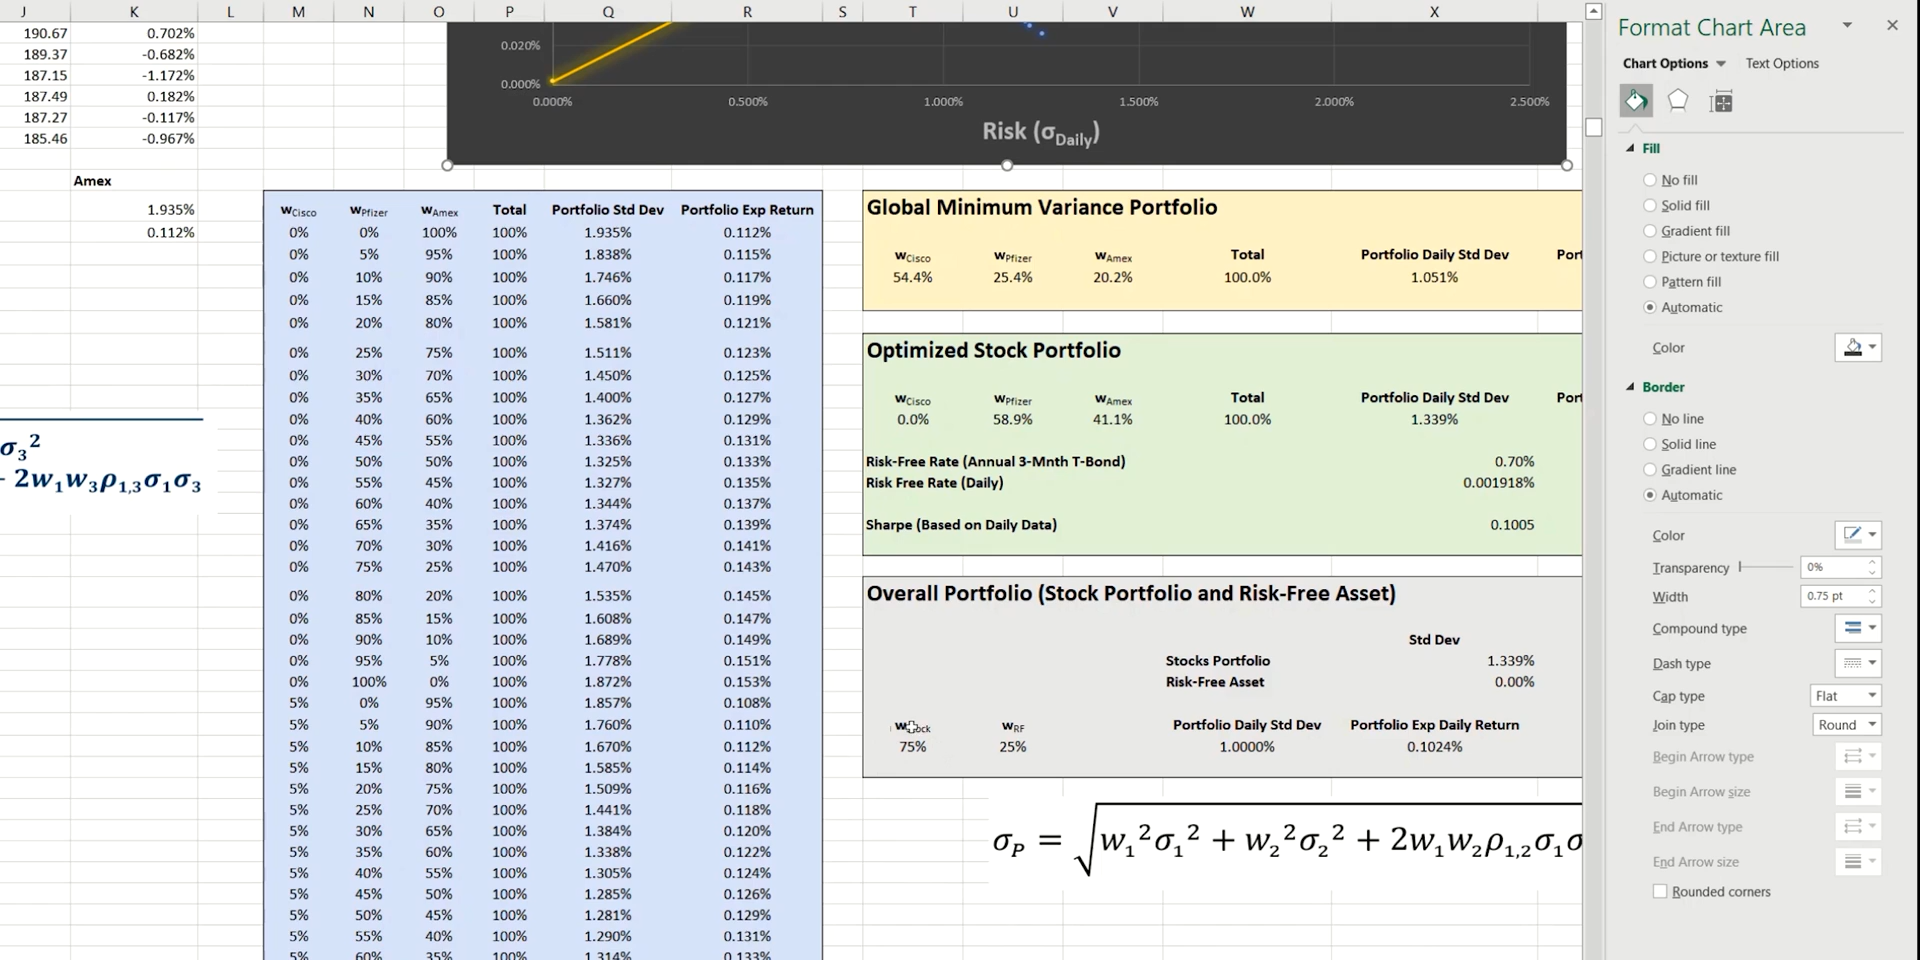 J K L M N O P Q R S T U V W X
190.67 0.702%
189.37 -0.682%
187.15 -1.172%
187.49 0.182%
187.27 -0.117%
185.46 -0.967%
Amex
1.935%
0.112%
σ₃²
2w₁w₃ρ₁,₃σ₁σ₃
0.020%
0.000%
0.000% 0.500% 1.000% 1.500% 2.000% 2.500%
Risk (σDaily)
wCisco wPfizer wAmex Total Portfolio Std Dev Portfolio Exp Return
0% 0% 100% 100% 1.935% 0.112%
0% 5% 95% 100% 1.838% 0.115%
0% 10% 90% 100% 1.746% 0.117%
0% 15% 85% 100% 1.660% 0.119%
0% 20% 80% 100% 1.581% 0.121%
0% 25% 75% 100% 1.511% 0.123%
0% 30% 70% 100% 1.450% 0.125%
0% 35% 65% 100% 1.400% 0.127%
0% 40% 60% 100% 1.362% 0.129%
0% 45% 55% 100% 1.336% 0.131%
0% 50% 50% 100% 1.325% 0.133%
0% 55% 45% 100% 1.327% 0.135%
0% 60% 40% 100% 1.344% 0.137%
0% 65% 35% 100% 1.374% 0.139%
0% 70% 30% 100% 1.416% 0.141%
0% 75% 25% 100% 1.470% 0.143%
0% 80% 20% 100% 1.535% 0.145%
0% 85% 15% 100% 1.608% 0.147%
0% 90% 10% 100% 1.689% 0.149%
0% 95% 5% 100% 1.778% 0.151%
0% 100% 0% 100% 1.872% 0.153%
5% 0% 95% 100% 1.857% 0.108%
5% 5% 90% 100% 1.760% 0.110%
5% 10% 85% 100% 1.670% 0.112%
5% 15% 80% 100% 1.585% 0.114%
5% 20% 75% 100% 1.509% 0.116%
5% 25% 70% 100% 1.441% 0.118%
5% 30% 65% 100% 1.384% 0.120%
5% 35% 60% 100% 1.338% 0.122%
5% 40% 55% 100% 1.305% 0.124%
5% 45% 50% 100% 1.285% 0.126%
5% 50% 45% 100% 1.281% 0.129%
5% 55% 40% 100% 1.290% 0.131%
5% 60% 35% 100% 1.314% 0.133%
Global Minimum Variance Portfolio
wCisco wPfizer wAmex Total Portfolio Daily Std Dev Port
54.4% 25.4% 20.2% 100.0% 1.051%
Optimized Stock Portfolio
wCisco wPfizer wAmex Total Portfolio Daily Std Dev Port
0.0% 58.9% 41.1% 100.0% 1.339%
Risk-Free Rate (Annual 3-Mnth T-Bond) 0.70%
Risk Free Rate (Daily) 0.001918%
Sharpe (Based on Daily Data) 0.1005
Overall Portfolio (Stock Portfolio and Risk-Free Asset)
Std Dev
Stocks Portfolio 1.339%
Risk-Free Asset 0.00%
wRF Portfolio Daily Std Dev Portfolio Exp Daily Return
75% 25% 1.0000% 0.1024%
σP = √w₁²σ₁² + w₂²σ₂² + 2w₁w₂ρ₁,₂σ₁σ
Format Chart Area
Chart Options Text Options
Fill
No fill
Solid fill
Gradient fill
Picture or texture fill
Pattern fill
Automatic
Color
Border
No line
Solid line
Gradient line
Automatic
Color
Transparency 0%
Width 0.75 pt
Compound type
Dash type
Cap type Flat
Join type Round
Begin Arrow type
Begin Arrow size
End Arrow type
End Arrow size
Rounded corners